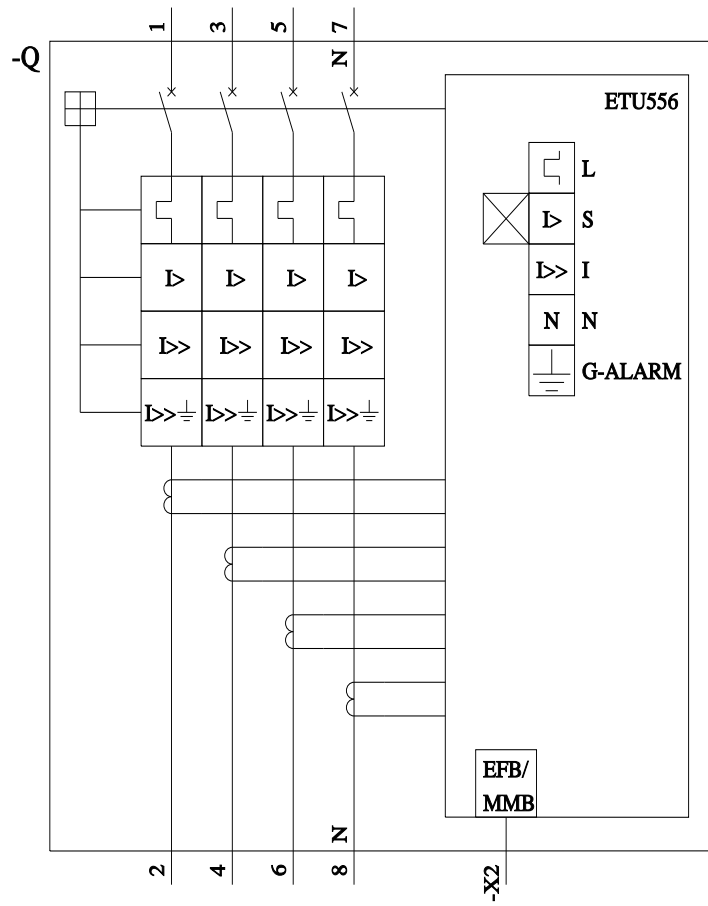 1 3 5 7
N
-Q
ETU556
L
I> S
I>> I
N N
G-ALARM
I> I> I> I>
I>> I>> I>> I>>
I>> I>> I>> I>>
EFB/
MMB
N
2 4 6 8
-X2